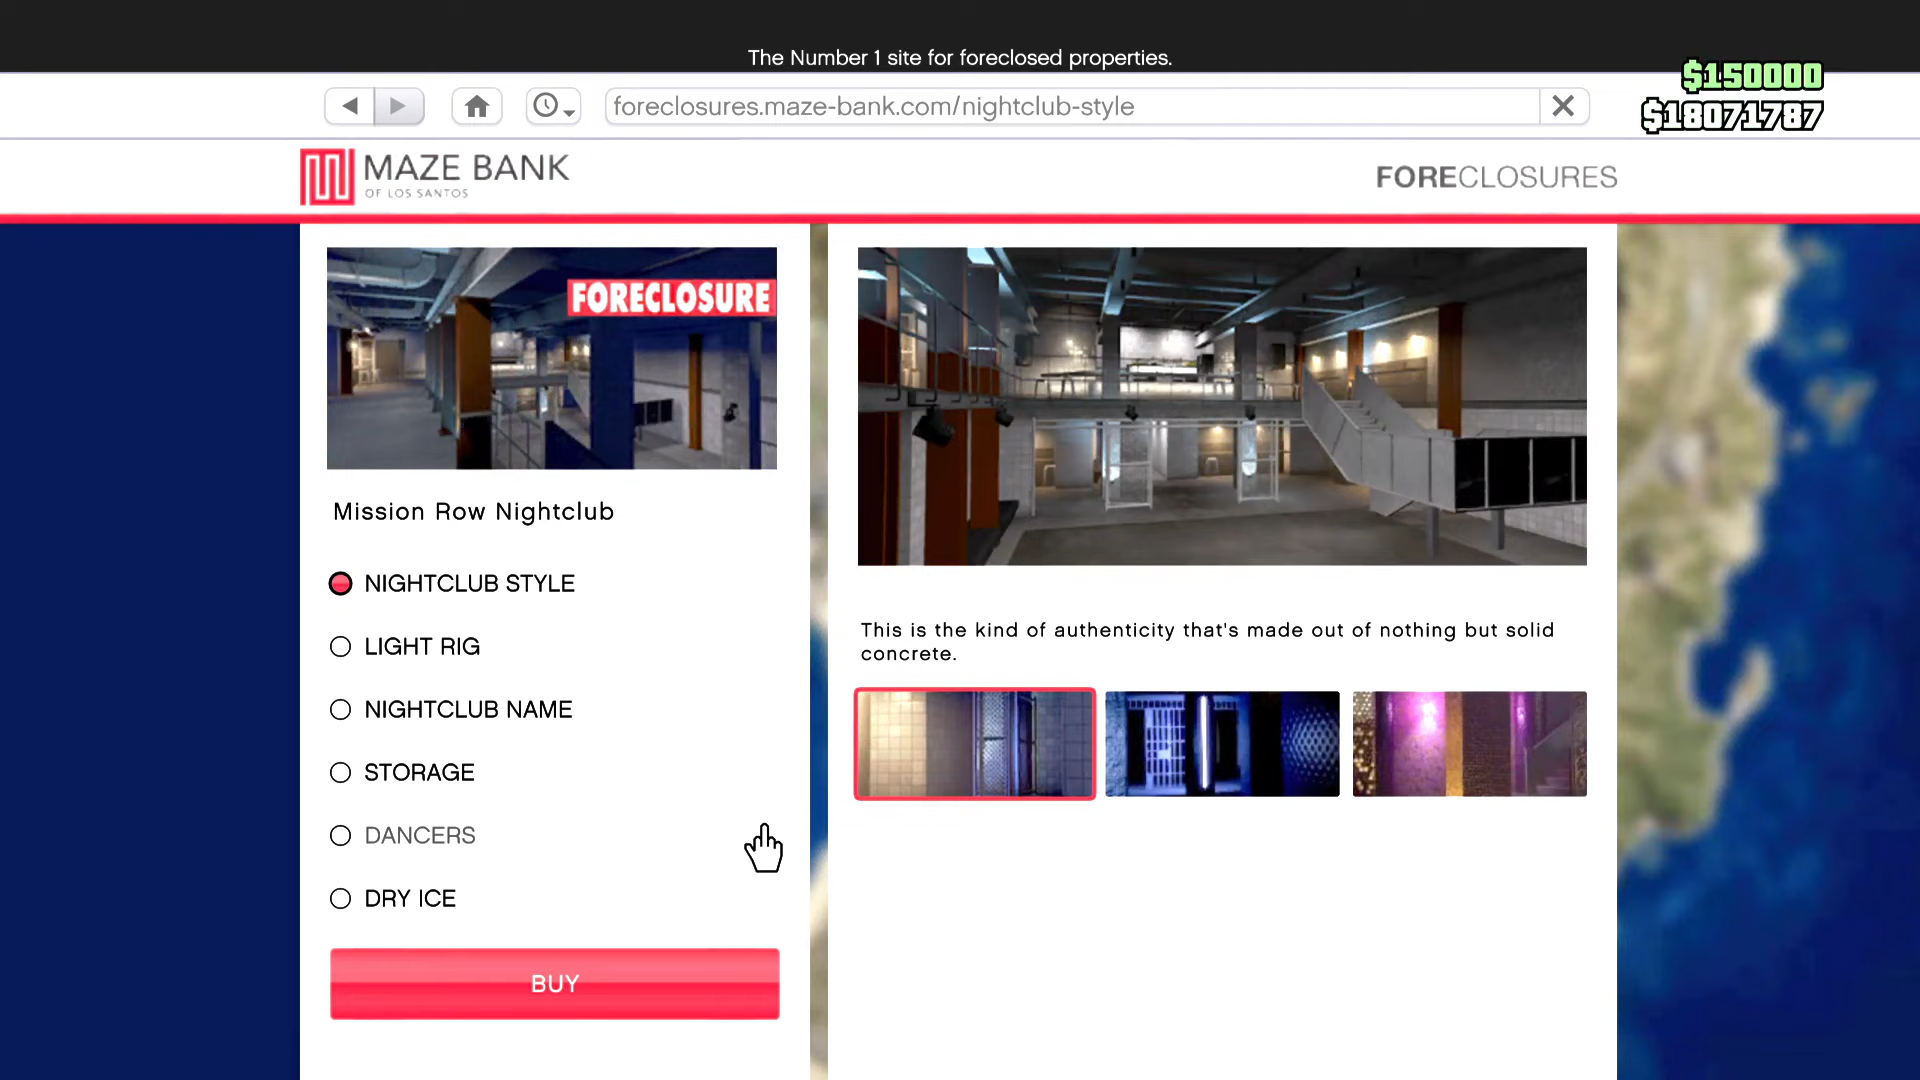 The Number 1 site for foreclosed properties.
$150000
$18071787
foreclosures.maze-bank.com/nightclub-style
MAZE BANK
OF LOS SANTOS
FORECLOSURES
FORECLOSURE
Mission Row Nightclub
NIGHTCLUB STYLE
LIGHT RIG
NIGHTCLUB NAME
STORAGE
DANCERS
DRY ICE
BUY
This is the kind of authenticity that's made out of nothing but solid
concrete.